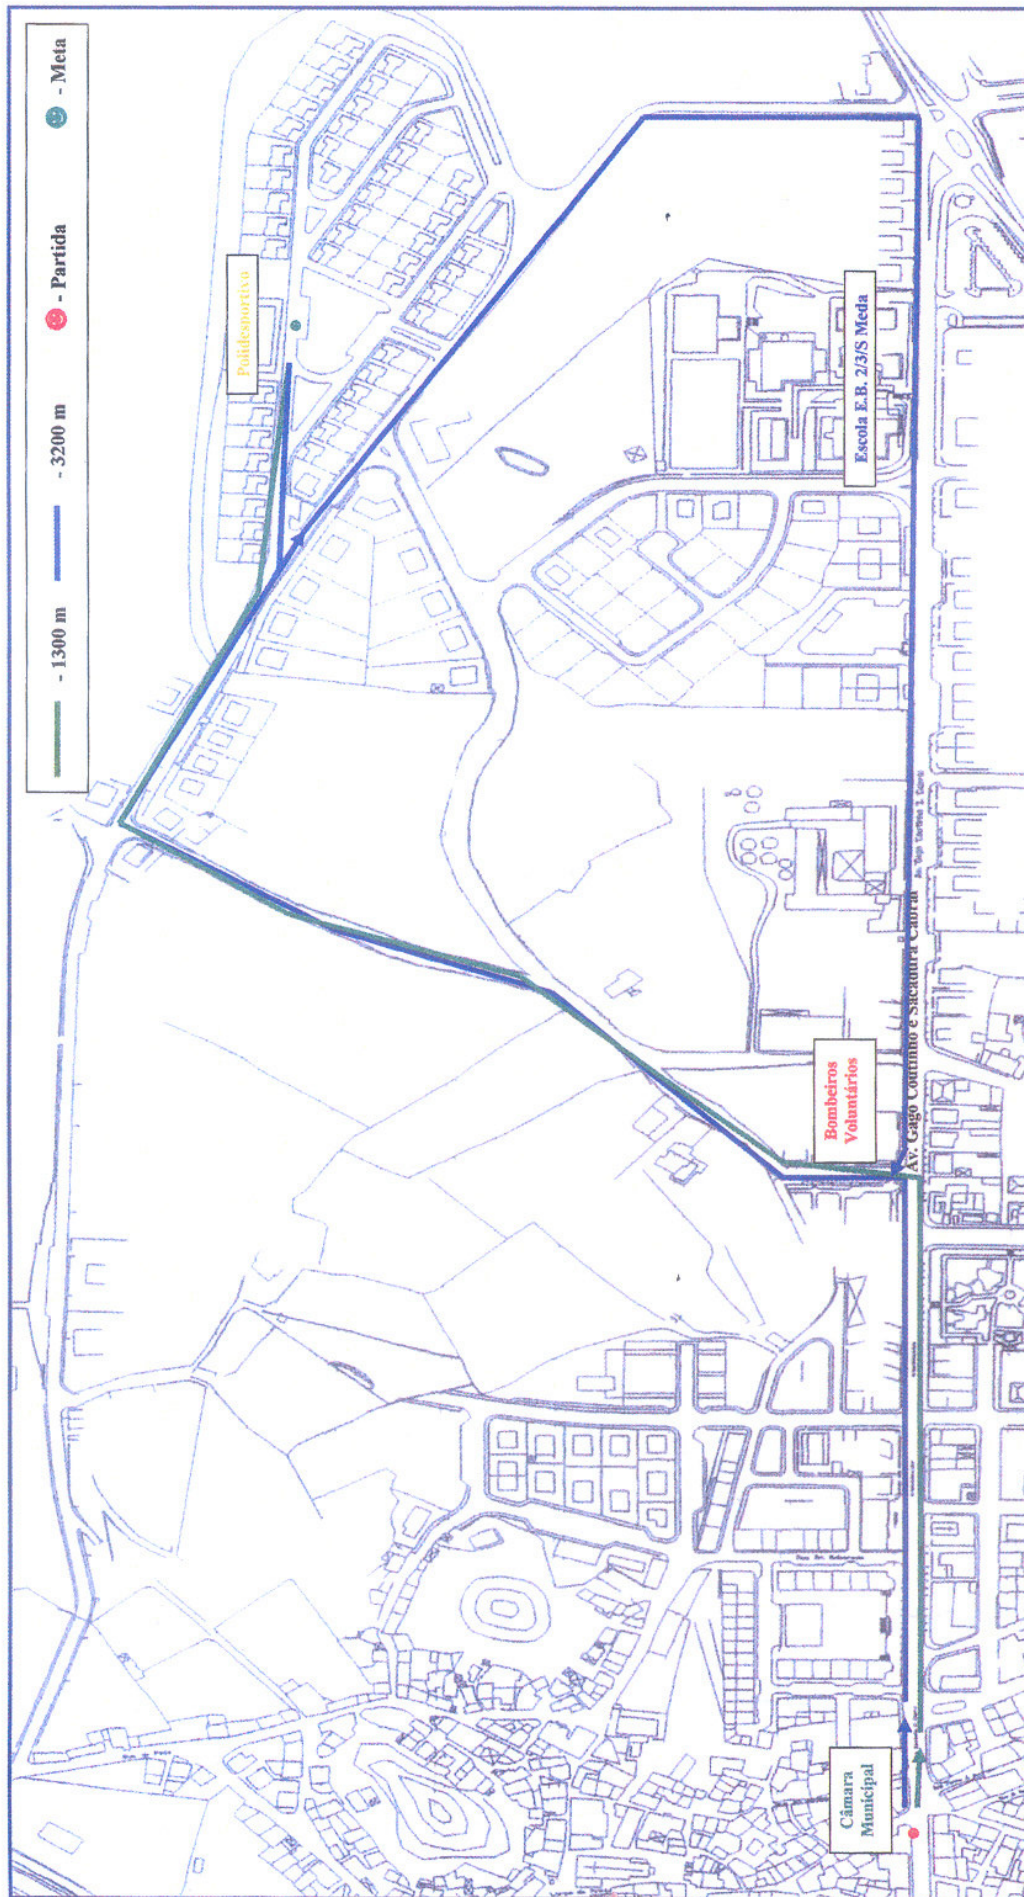 - 1300 m
- 3200 m
- Partida
- Meta
Polidesportivo
Escola E.B. 2/3/S Meda
Bombeiros
Voluntários
Av. Gago Coutinho e Sacadura Cabral
Câmara
Municipal